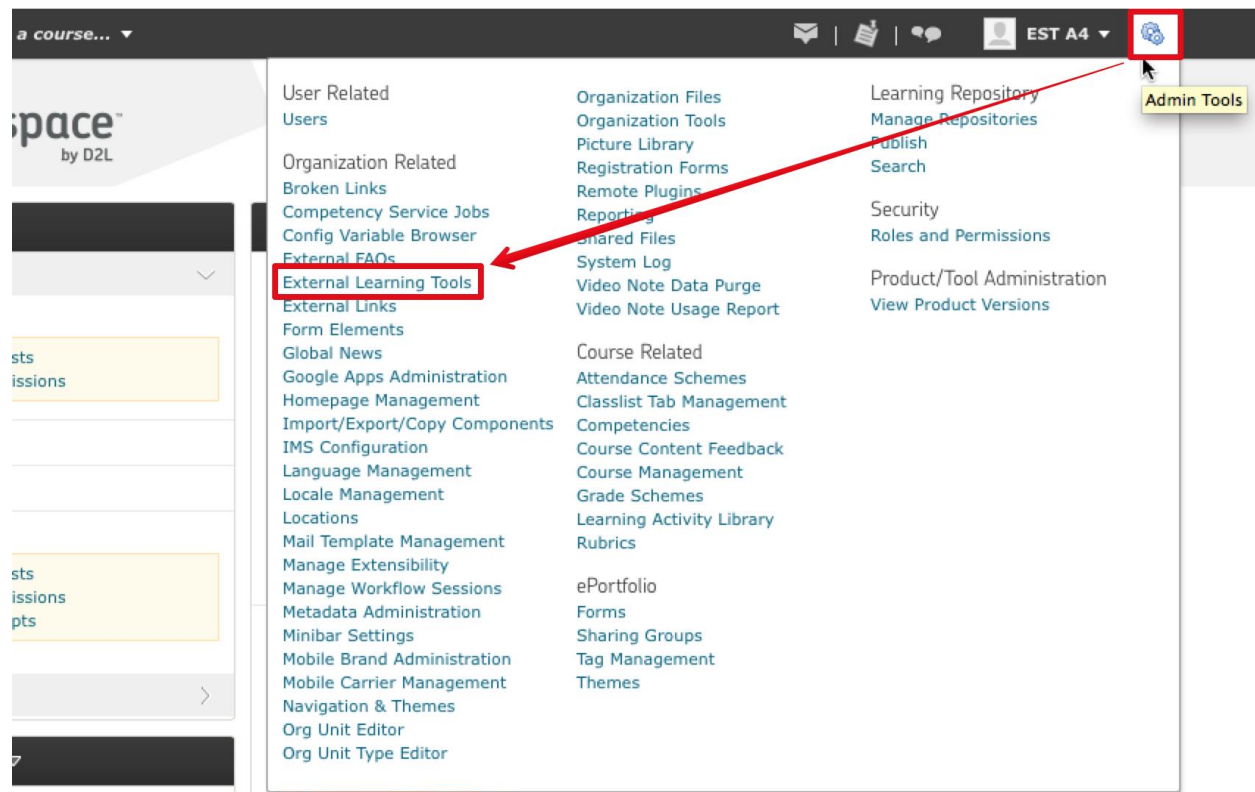 a course... ▼
EST A4 ▼
Admin Tools
space™
by D2L
sts
issions
sts
issions
pts
User Related
Users
Organization Related
Broken Links
Competency Service Jobs
Config Variable Browser
External FAQs
External Learning Tools
External Links
Form Elements
Global News
Google Apps Administration
Homepage Management
Import/Export/Copy Components
IMS Configuration
Language Management
Locale Management
Locations
Mail Template Management
Manage Extensibility
Manage Workflow Sessions
Metadata Administration
Minibar Settings
Mobile Brand Administration
Mobile Carrier Management
Navigation & Themes
Org Unit Editor
Org Unit Type Editor
Organization Files
Organization Tools
Picture Library
Registration Forms
Remote Plugins
Reporting
Shared Files
System Log
Video Note Data Purge
Video Note Usage Report
Course Related
Attendance Schemes
Classlist Tab Management
Competencies
Course Content Feedback
Course Management
Grade Schemes
Learning Activity Library
Rubrics
ePortfolio
Forms
Sharing Groups
Tag Management
Themes
Learning Repository
Manage Repositories
Publish
Search
Security
Roles and Permissions
Product/Tool Administration
View Product Versions